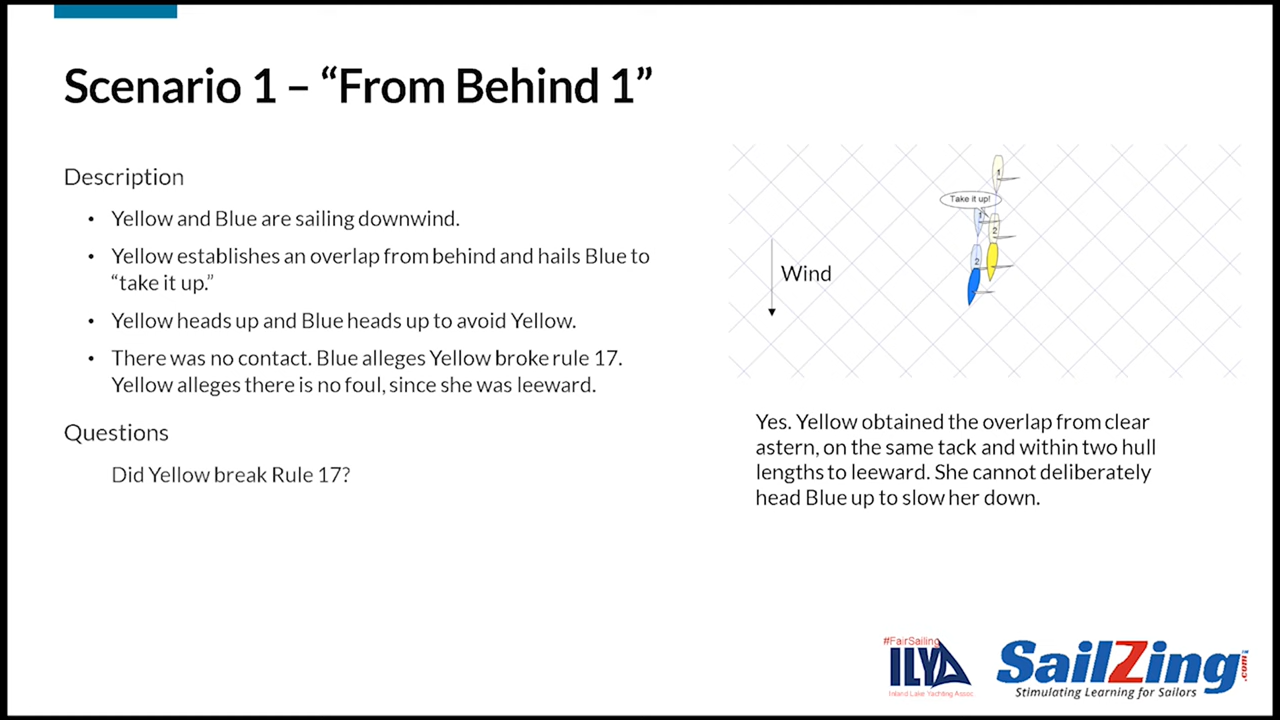 Scenario 1 – “From Behind 1”
Description
• Yellow and Blue are sailing downwind.
• Yellow establishes an overlap from behind and hails Blue to
“take it up.”
• Yellow heads up and Blue heads up to avoid Yellow.
• There was no contact. Blue alleges Yellow broke rule 17.
Yellow alleges there is no foul, since she was leeward.
Questions
Did Yellow break Rule 17?
1
Take it up!
1
2
2
Wind
Yes. Yellow obtained the overlap from clear
astern, on the same tack and within two hull
lengths to leeward. She cannot deliberately
head Blue up to slow her down.
#FairSailing
ILYA
Inland Lake Yachting Assoc.
SailZing.com
Stimulating Learning for Sailors